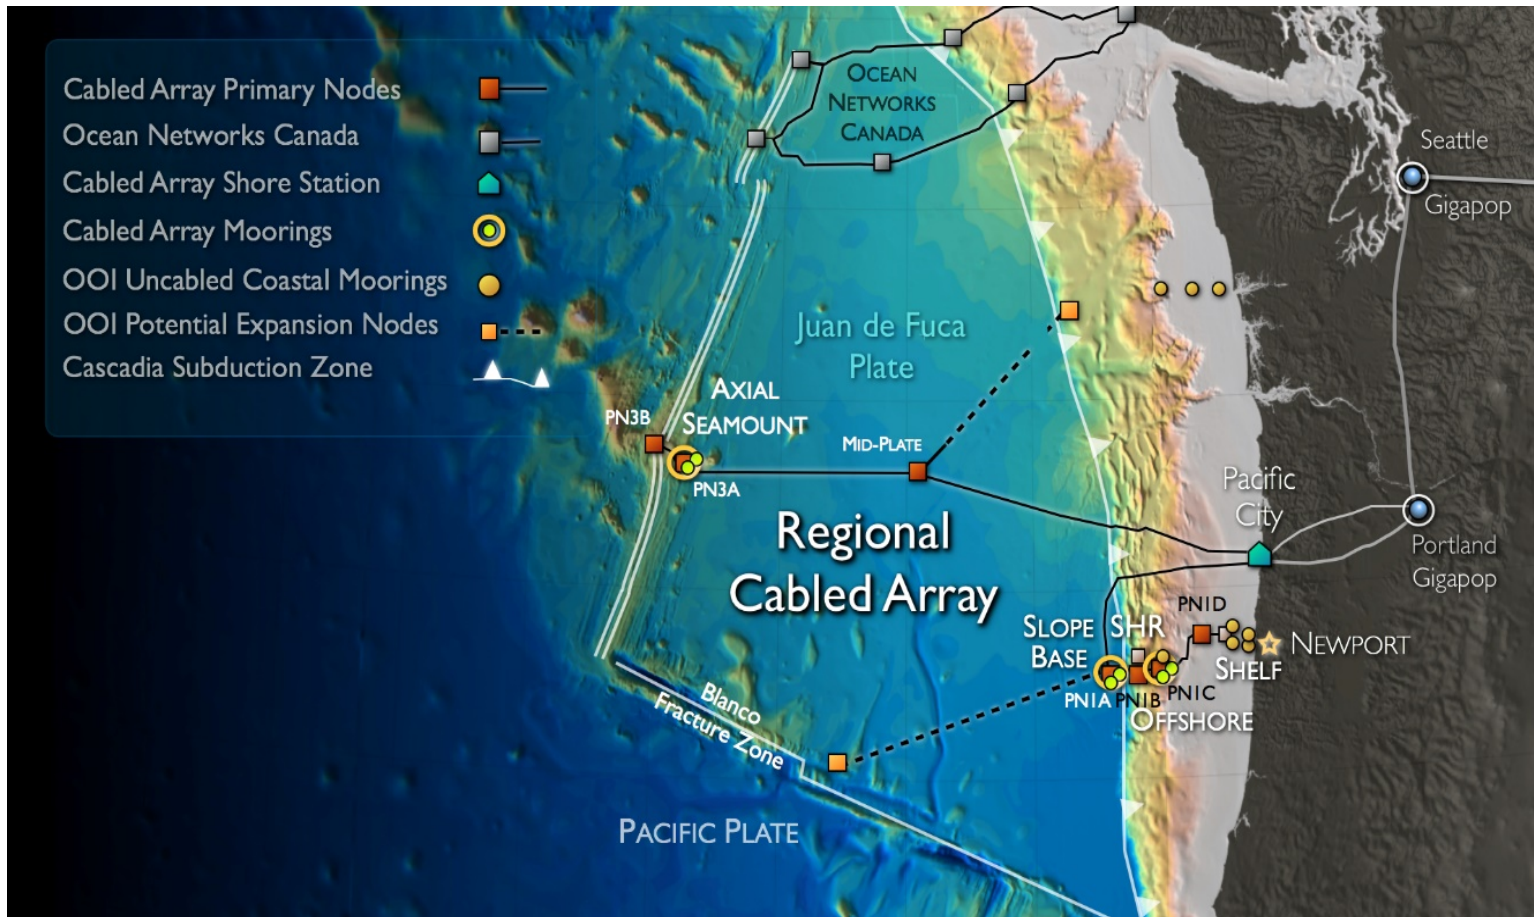 Cabled Array Primary Nodes
Ocean Networks Canada
Cabled Array Shore Station
Cabled Array Moorings
OOI Uncabled Coastal Moorings
OOI Potential Expansion Nodes
Cascadia Subduction Zone
OCEAN
NETWORKS
CANADA
Seattle
Gigapop
Juan de Fuca
Plate
AXIAL
SEAMOUNT
PN3B
PN3A
MID-PLATE
Pacific
City
Portland
Gigapop
Regional
Cabled Array
PN1D
SLOPE
BASE
SHR
NEWPORT
SHELF
PN1A
PN1B
PN1C
OFFSHORE
Blanco
Fracture Zone
PACIFIC PLATE